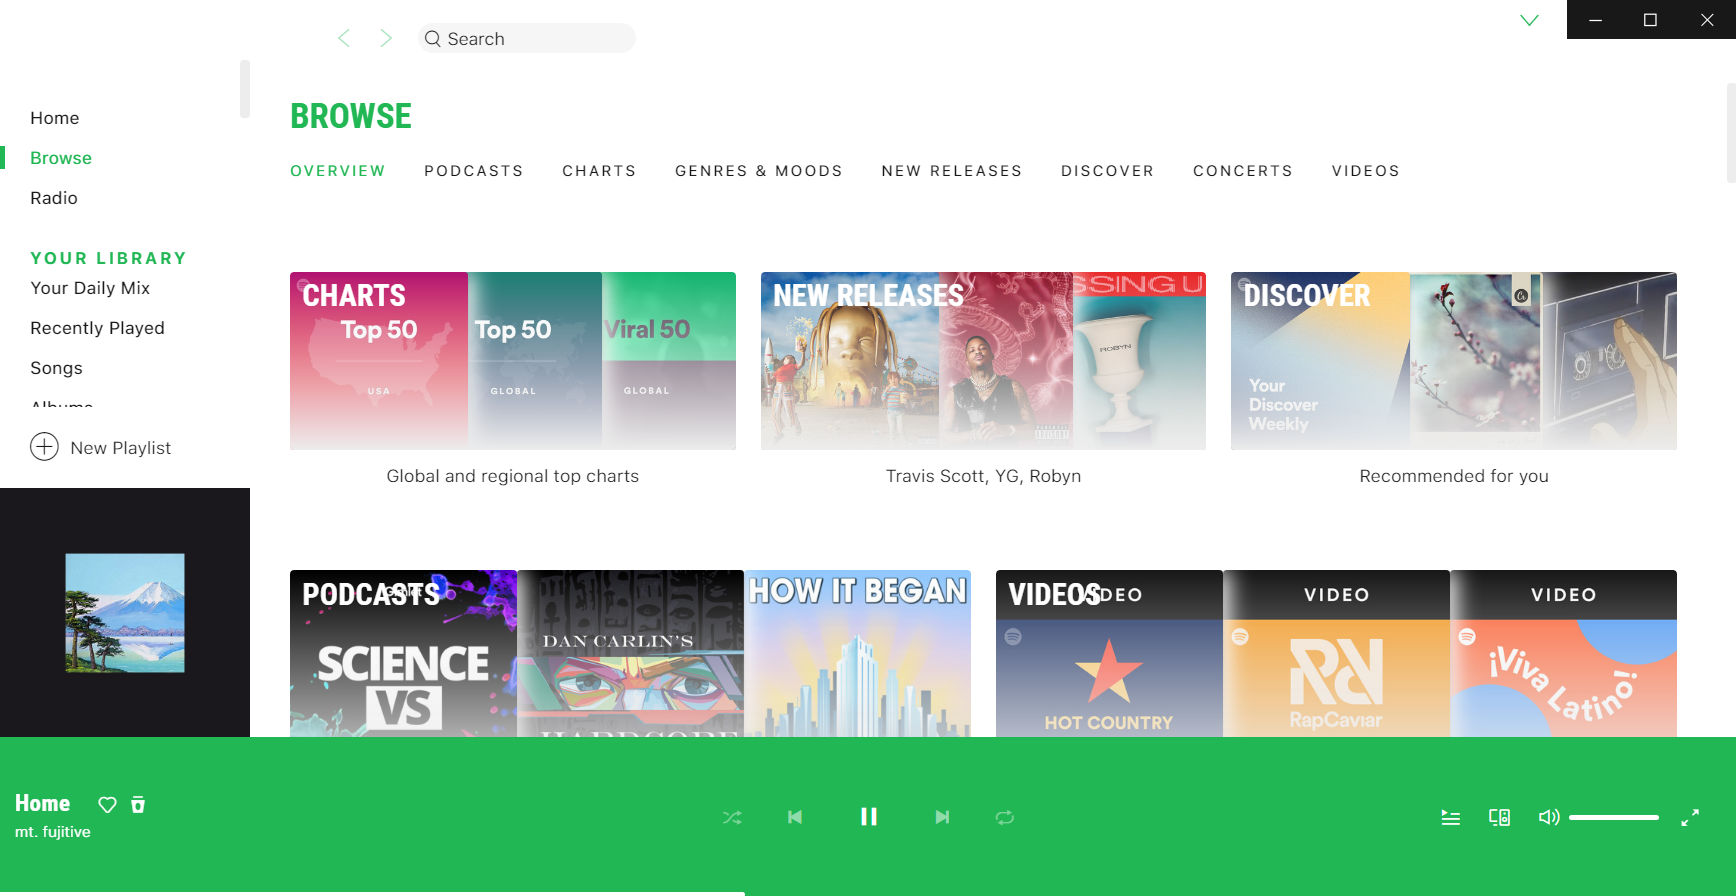 Search
Home
Browse
Radio
YOUR LIBRARY
Your Daily Mix
Recently Played
Songs
Albums
New Playlist
BROWSE
OVERVIEW PODCASTS CHARTS GENRES & MOODS NEW RELEASES DISCOVER CONCERTS VIDEOS
CHARTS
Top 50
USA
Top 50
GLOBAL
Viral 50
GLOBAL
Global and regional top charts
NEW RELEASES
SSING U
ROBYN
Travis Scott, YG, Robyn
DISCOVER
Your
Discover
Weekly
Recommended for you
PODCASTS
SCIENCE
VS
DAN CARLIN'S
HARDCORE
HOW IT BEGAN
VIDEOS
VIDEO
HOT COUNTRY
VIDEO
RapCaviar
VIDEO
¡Viva Latino!
Home
mt. fujitive